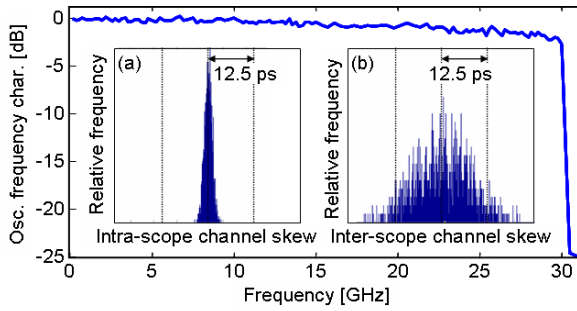 Osc. frequency char. [dB]
0
-5
-10
-15
-20
-25
(a)
12.5 ps
Relative frequency
Intra-scope channel skew
(b)
12.5 ps
Relative frequency
Inter-scope channel skew
0 5 10 15 20 25 30
Frequency [GHz]